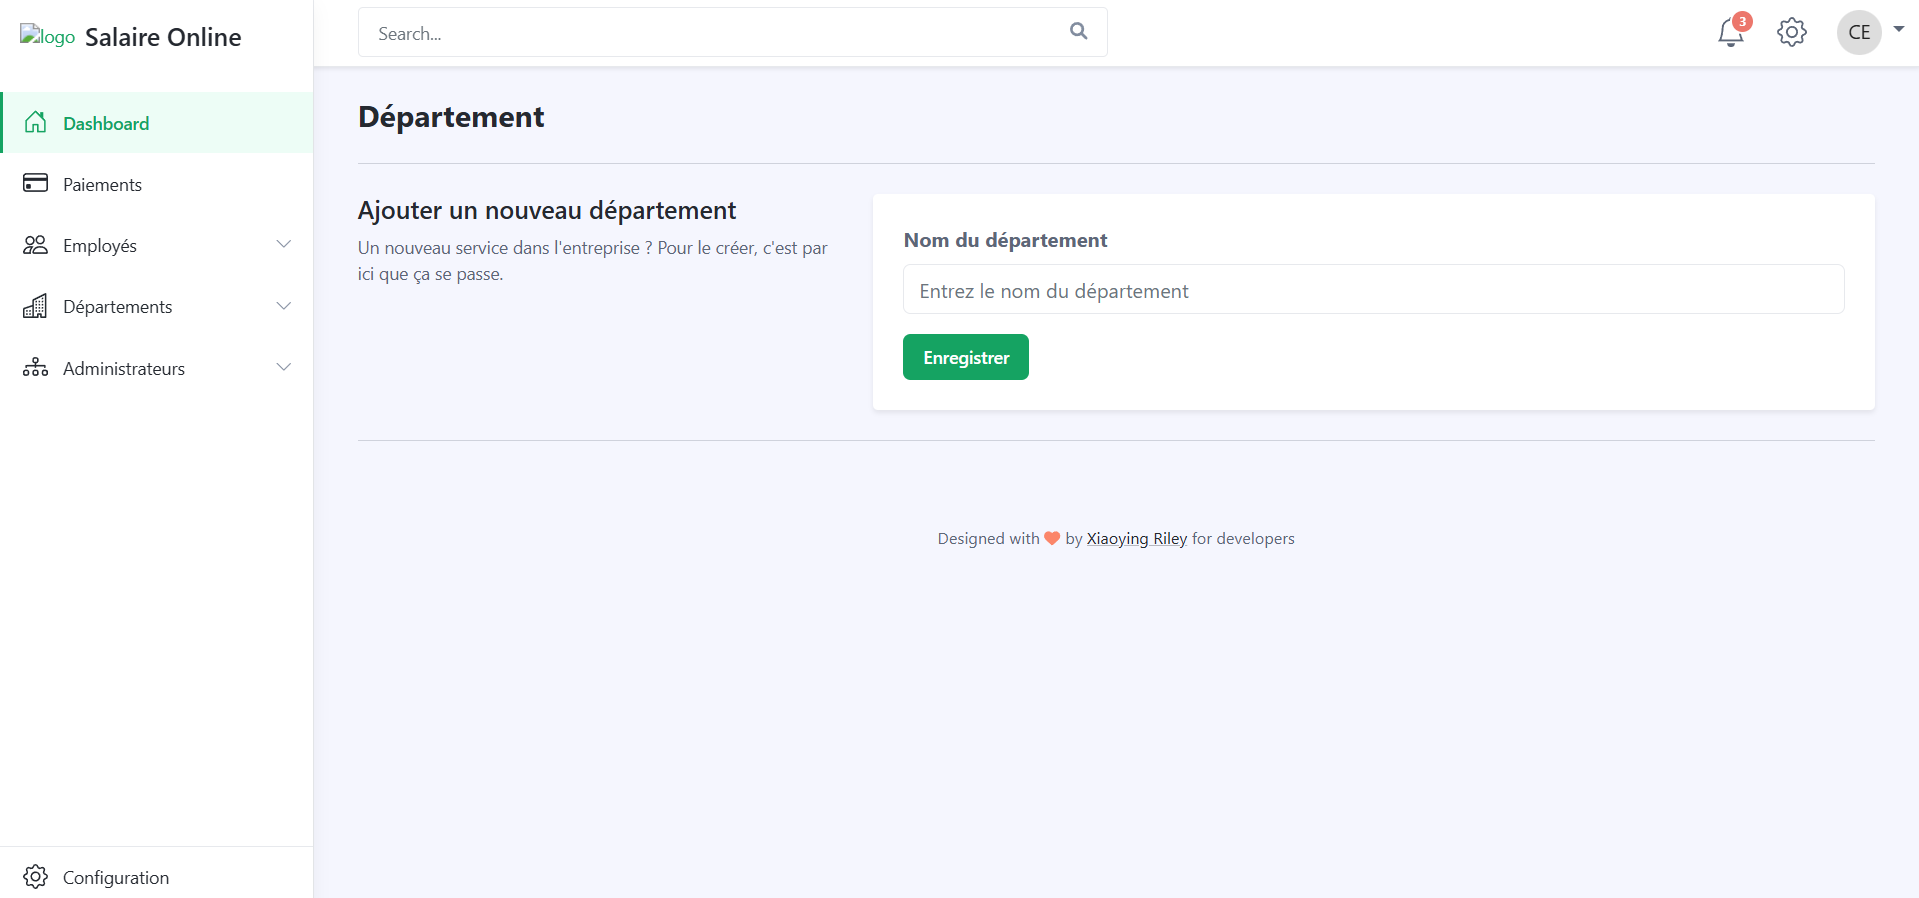 logo Salaire Online
Search...
3
CE
Dashboard
Paiements
Employés
Départements
Administrateurs
Configuration
Département
Ajouter un nouveau département
Un nouveau service dans l'entreprise ? Pour le créer, c'est par
ici que ça se passe.
Nom du département
Entrez le nom du département
Enregistrer
Designed with by Xiaoying Riley for developers